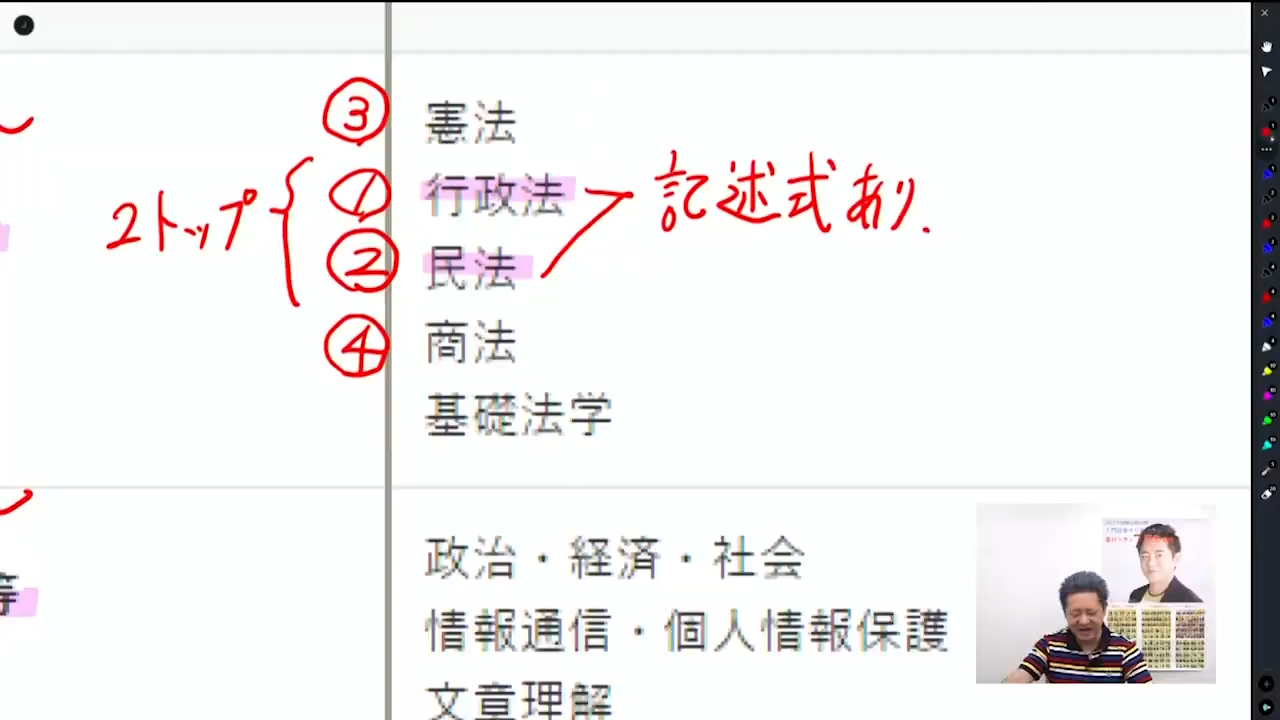 ③ 憲法
2トップ { ① 行政法 記述式あり.
② 民法
④ 商法
基礎法学
政治・経済・社会
等 情報通信・個人情報保護
文章理解